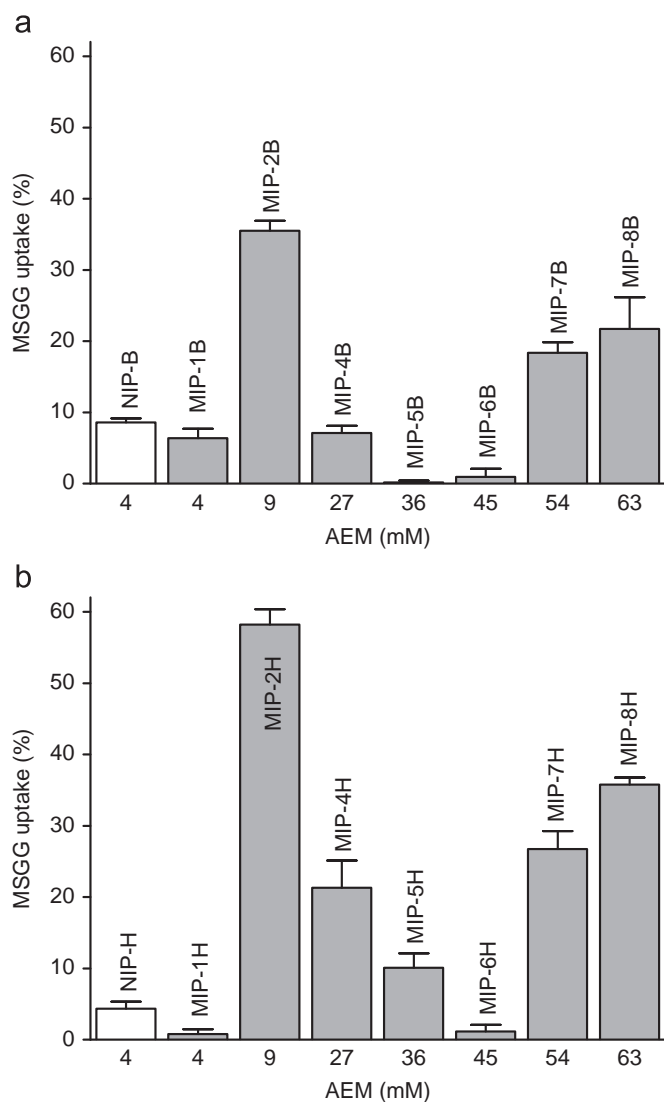 a
60
50
40
30
20
10
0
MSGG uptake (%)
NIP-B
MIP-1B
MIP-2B
MIP-4B
MIP-5B
MIP-6B
MIP-7B
MIP-8B
4 4 9 27 36 45 54 63
AEM (mM)
b
60
50
40
30
20
10
0
MSGG uptake (%)
NIP-H
MIP-1H
MIP-2H
MIP-4H
MIP-5H
MIP-6H
MIP-7H
MIP-8H
4 4 9 27 36 45 54 63
AEM (mM)